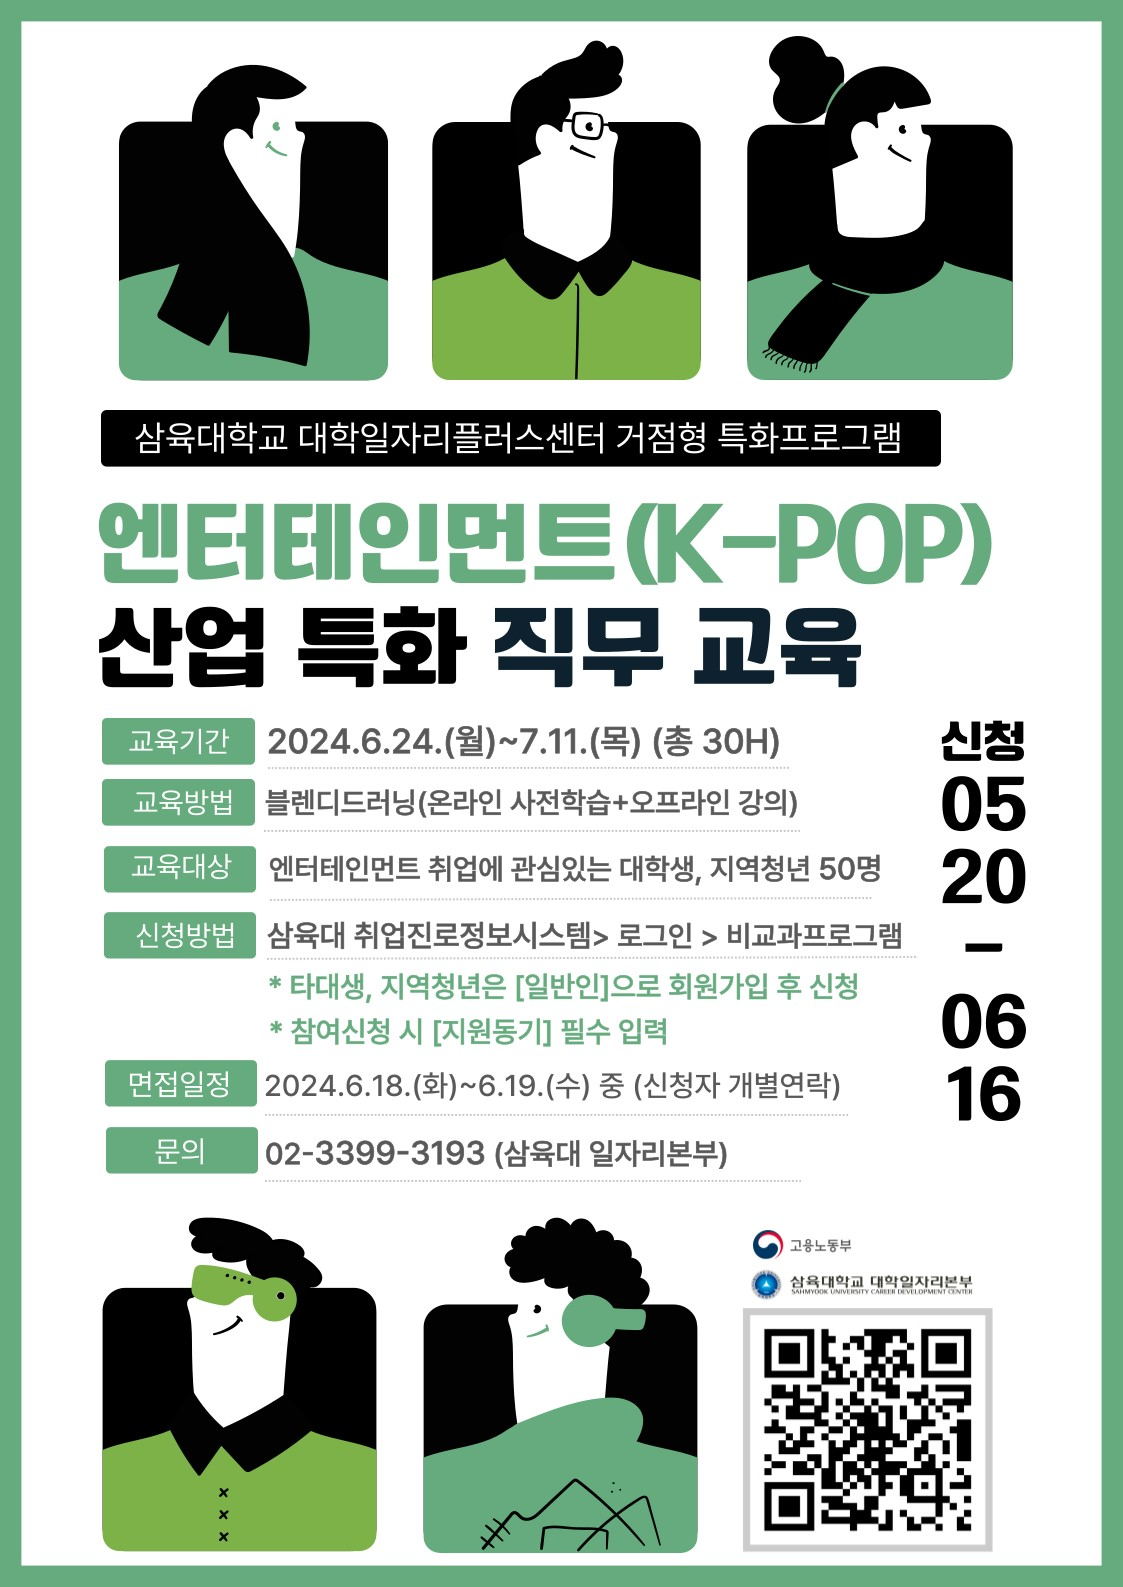 삼육대학교 대학일자리플러스센터 거점형 특화프로그램
엔터테인먼트(K-POP)
산업 특화 직무 교육
교육기간 2024.6.24.(월)~7.11.(목) (총 30H)
교육방법 블렌디드러닝(온라인 사전학습+오프라인 강의)
교육대상 엔터테인먼트 취업에 관심있는 대학생, 지역청년 50명
신청방법 삼육대 취업진로정보시스템> 로그인 > 비교과프로그램
* 타대생, 지역청년은 [일반인]으로 회원가입 후 신청
* 참여신청 시 [지원동기] 필수 입력
면접일정 2024.6.18.(화)~6.19.(수) 중 (신청자 개별연락)
문의 02-3399-3193 (삼육대 일자리본부)
신청
05
20
–
06
16
고용노동부
삼육대학교 대학일자리본부
SAHMYOOK UNIVERSITY CAREER DEVELOPMENT CENTER